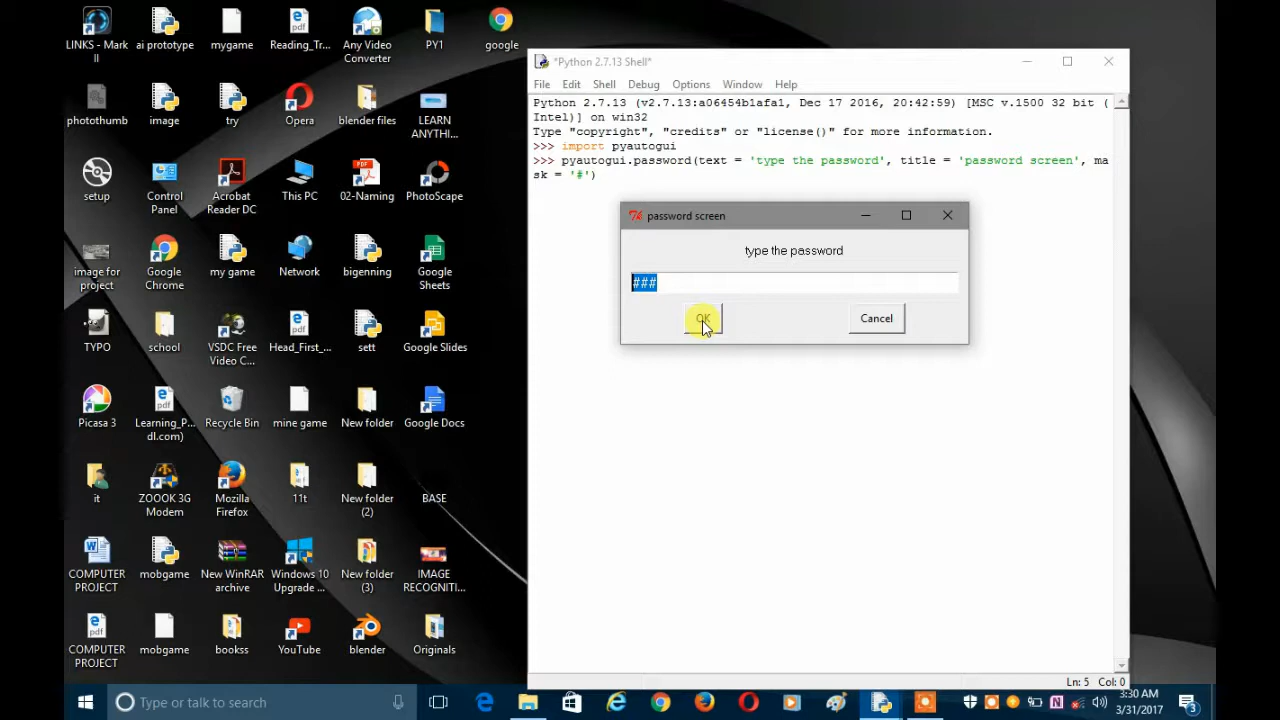 LINKS - Mark II
ai prototype
mygame
Reading_Tr...
Any Video Converter
PY1
google
photothumb
image
try
Opera
blender files
LEARN ANYTHI...
setup
Control Panel
Acrobat Reader DC
This PC
02-Naming
PhotoScape
image for project
Google Chrome
my game
Network
bigenning
Google Sheets
TYPO
school
VSDC Free Video C...
Head_First_...
sett
Google Slides
Picasa 3
Learning_P... dl.com)
Recycle Bin
mine game
New folder
Google Docs
it
ZOOOK 3G Modem
Mozilla Firefox
11t
New folder (2)
BASE
COMPUTER PROJECT
mobgame
New WinRAR archive
Windows 10 Upgrade ...
New folder (3)
IMAGE RECOGNITI...
COMPUTER PROJECT
mobgame
bookss
YouTube
blender
Originals
*Python 2.7.13 Shell*
File Edit Shell Debug Options Window Help
Python 2.7.13 (v2.7.13:a06454b1afa1, Dec 17 2016, 20:42:59) [MSC v.1500 32 bit (
Intel)] on win32
Type "copyright", "credits" or "license()" for more information.
>>> import pyautogui
>>> pyautogui.password(text = 'type the password', title = 'password screen', ma
sk = '#')
password screen
type the password
###
OK
Cancel
Ln: 5 Col: 0
Type or talk to search
3:30 AM
3/31/2017
3